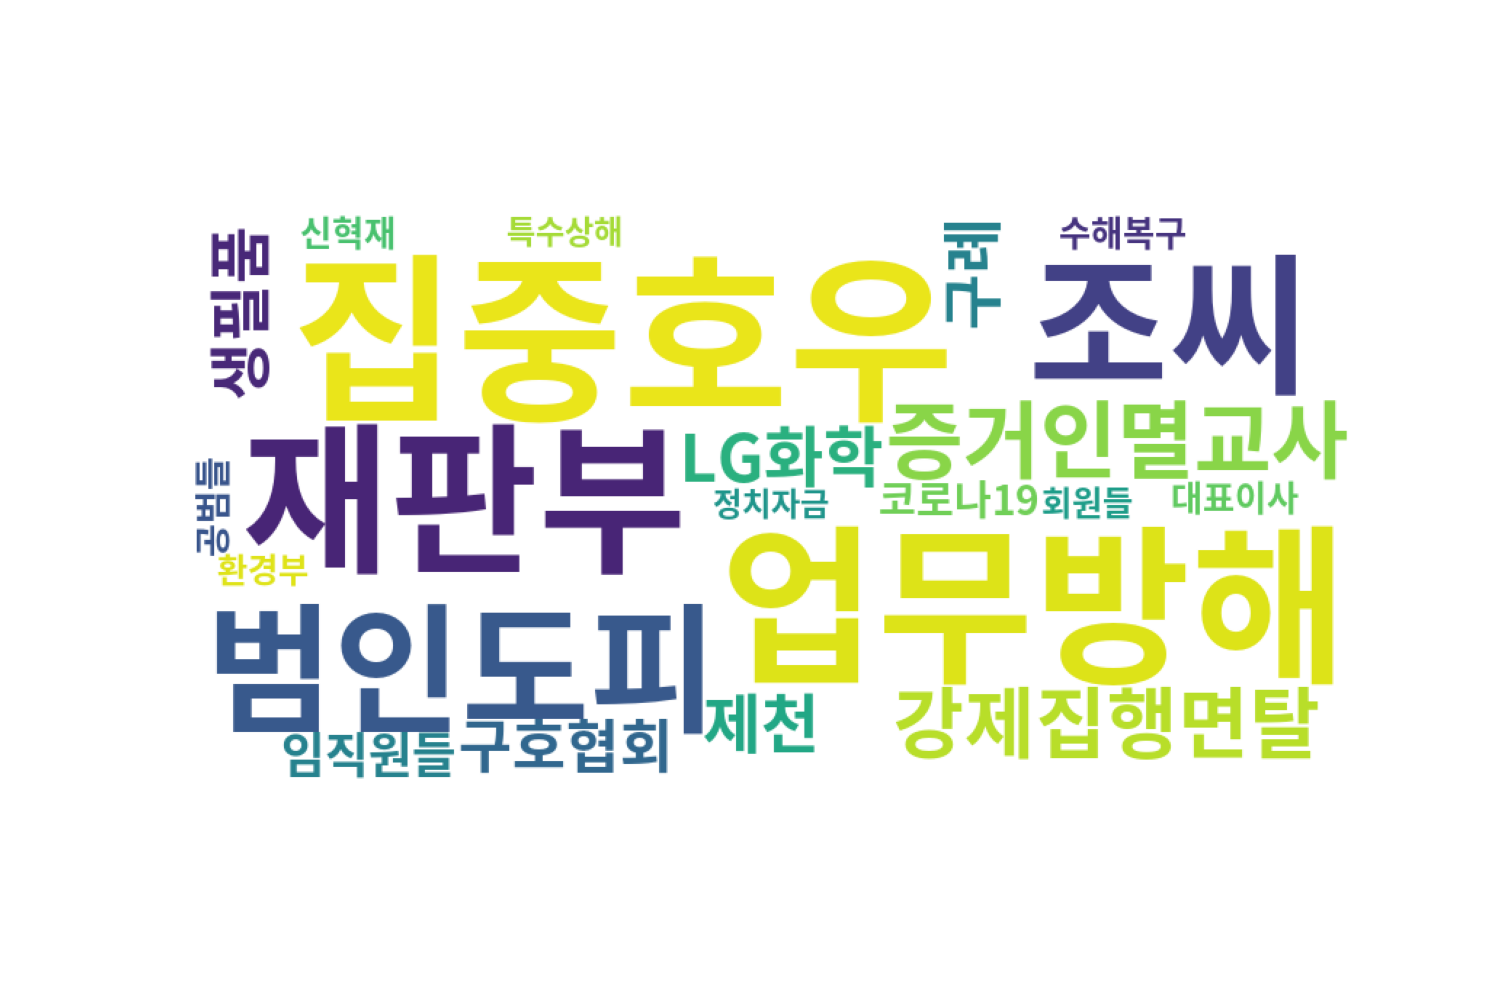 신혁재
특수상해
수해복구
생필품
집중호우
구례
조씨
재판부
LG화학
증거인멸교사
공범들
정치자금
코로나19
회원들
대표이사
환경부
업무방해
범인도피
제천
강제집행면탈
임직원들
구호협회